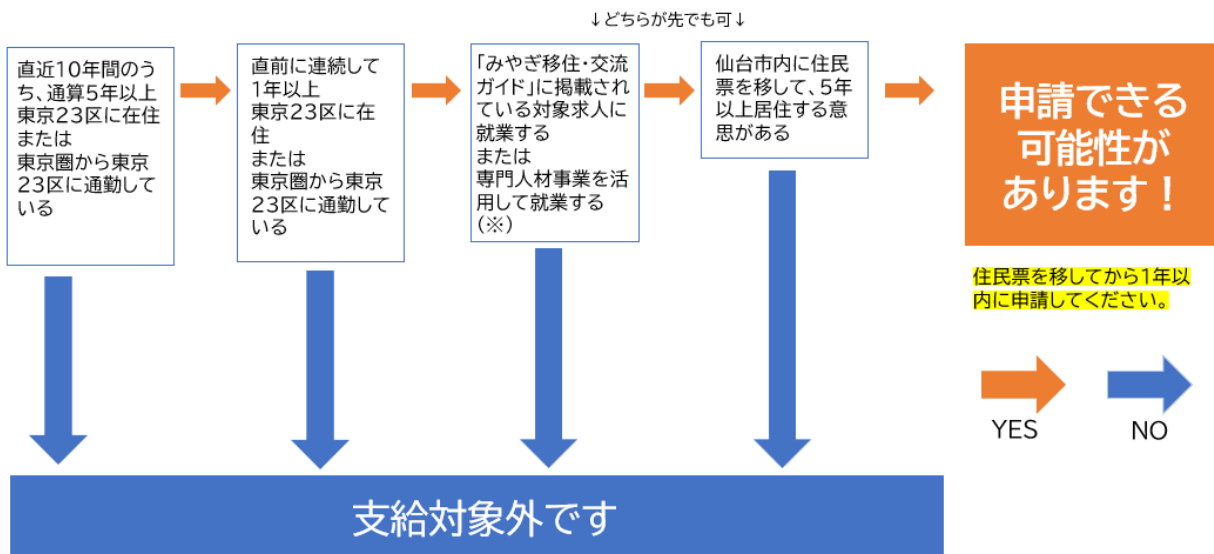 ↓どちらが先でも可↓
直近10年間のう
ち、通算5年以上
東京23区に在住
または
東京圏から東京
23区に通勤して
いる
直前に連続して
1年以上
東京23区に在
住
または
東京圏から東京
23区に通勤して
いる
「みやぎ移住・交流
ガイド」に掲載され
ている対象求人に
就業する
または
専門人材事業を活
用して就業する
(※)
仙台市内に住民
票を移して、5年
以上居住する意
思がある
申請できる
可能性が
あります！
住民票を移してから1年以
内に申請してください。
YES
NO
支給対象外です